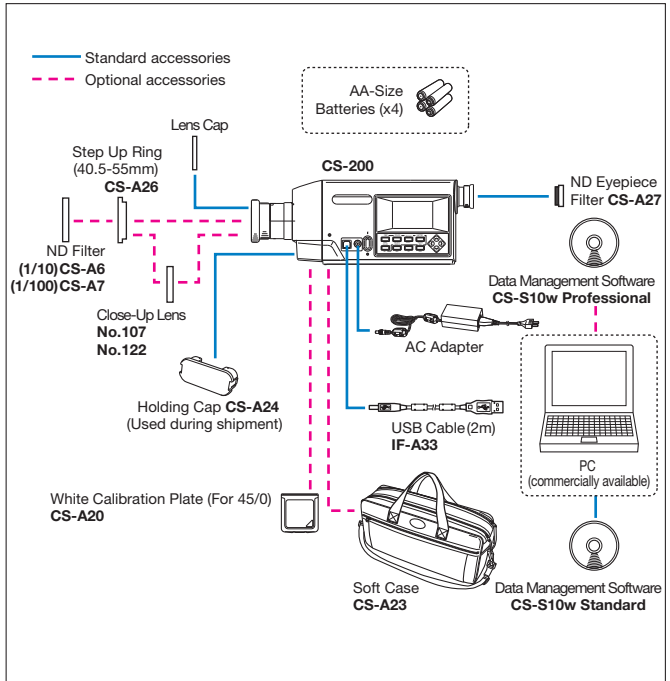 Standard accessories
Optional accessories
AA-Size
Batteries (x4)
Lens Cap
Step Up Ring
(40.5-55mm)
CS-A26
CS-200
ND Eyepiece
Filter CS-A27
ND Filter
(1/10)CS-A6
(1/100)CS-A7
Close-Up Lens
No.107
No.122
Data Management Software
CS-S10w Professional
AC Adapter
Holding Cap CS-A24
(Used during shipment)
USB Cable(2m)
IF-A33
PC
(commercially available)
White Calibration Plate (For 45/0)
CS-A20
Soft Case
CS-A23
Data Management Software
CS-S10w Standard